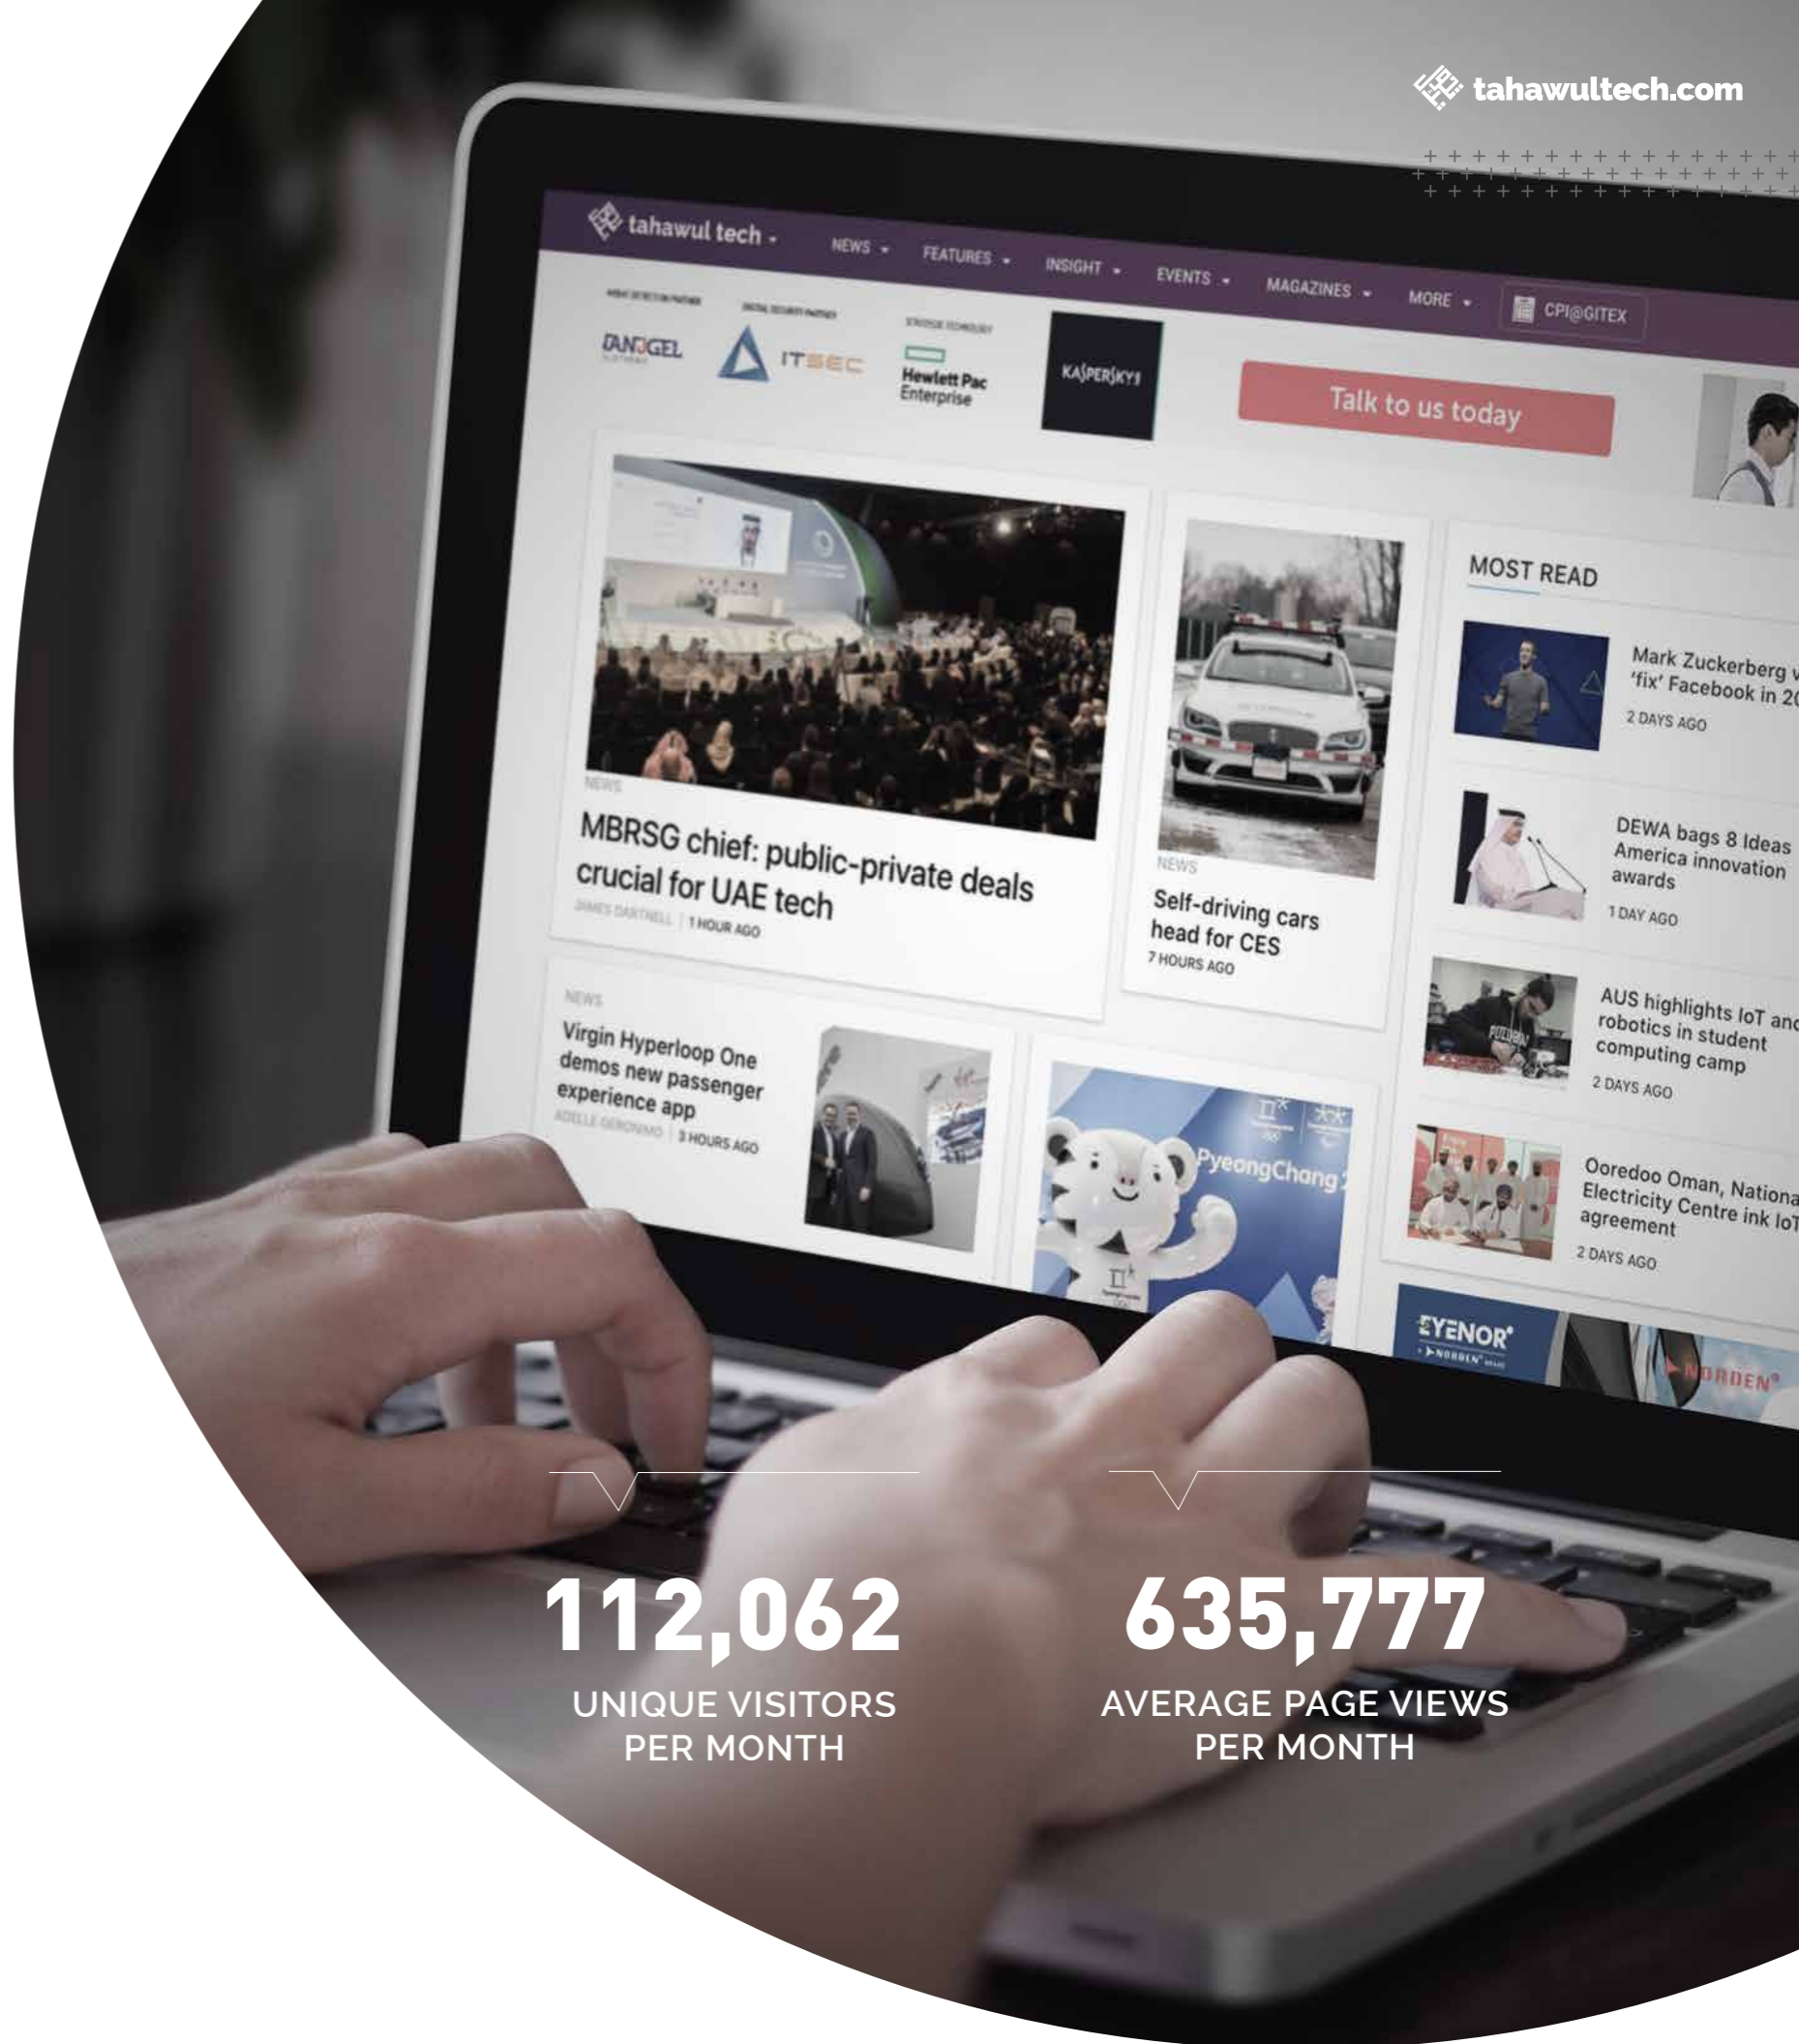 tahawultech.com
tahawul tech
NEWS
FEATURES
INSIGHT
EVENTS
MAGAZINES
MORE
CPI@GITEX
ITSEC
Hewlett Pac
Enterprise
KASPERSKY
Talk to us today
NEWS
MBRSG chief: public-private deals
crucial for UAE tech
JAMES DARTNELL | 1 HOUR AGO
NEWS
Self-driving cars
head for CES
7 HOURS AGO
NEWS
Virgin Hyperloop One
demos new passenger
experience app
ADELLE GERONIMO | 3 HOURS AGO
PyeongChang
MOST READ
Mark Zuckerberg
'fix' Facebook in
2 DAYS AGO
DEWA bags 8 Ideas
America innovation
awards
1 DAY AGO
AUS highlights IoT and
robotics in student
computing camp
2 DAYS AGO
Ooredoo Oman, Nationa
Electricity Centre ink IoT
agreement
2 DAYS AGO
EYENOR
NORDEN
NORDEN
112,062
UNIQUE VISITORS
PER MONTH
635,777
AVERAGE PAGE VIEWS
PER MONTH